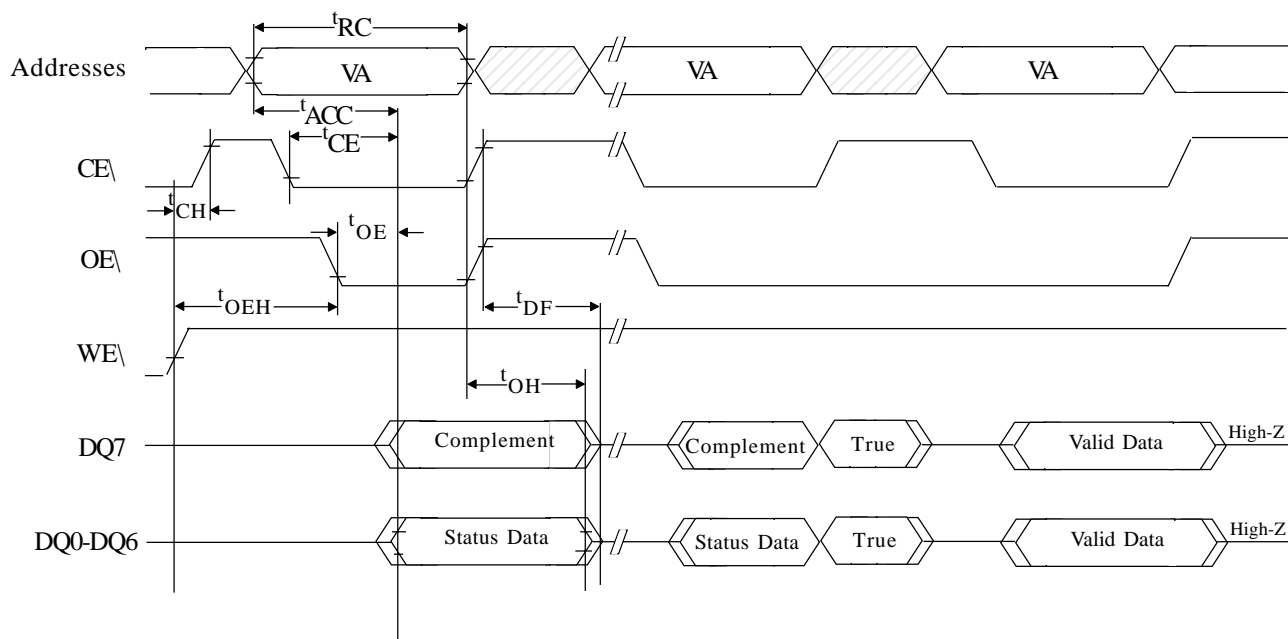 tRC
Addresses VA VA VA
tACC
tCE
CE\
tCH
tOE
OE\
tOEH
tDF
WE\
tOH
DQ7 Complement Complement True Valid Data High-Z
DQ0-DQ6 Status Data Status Data True Valid Data High-Z